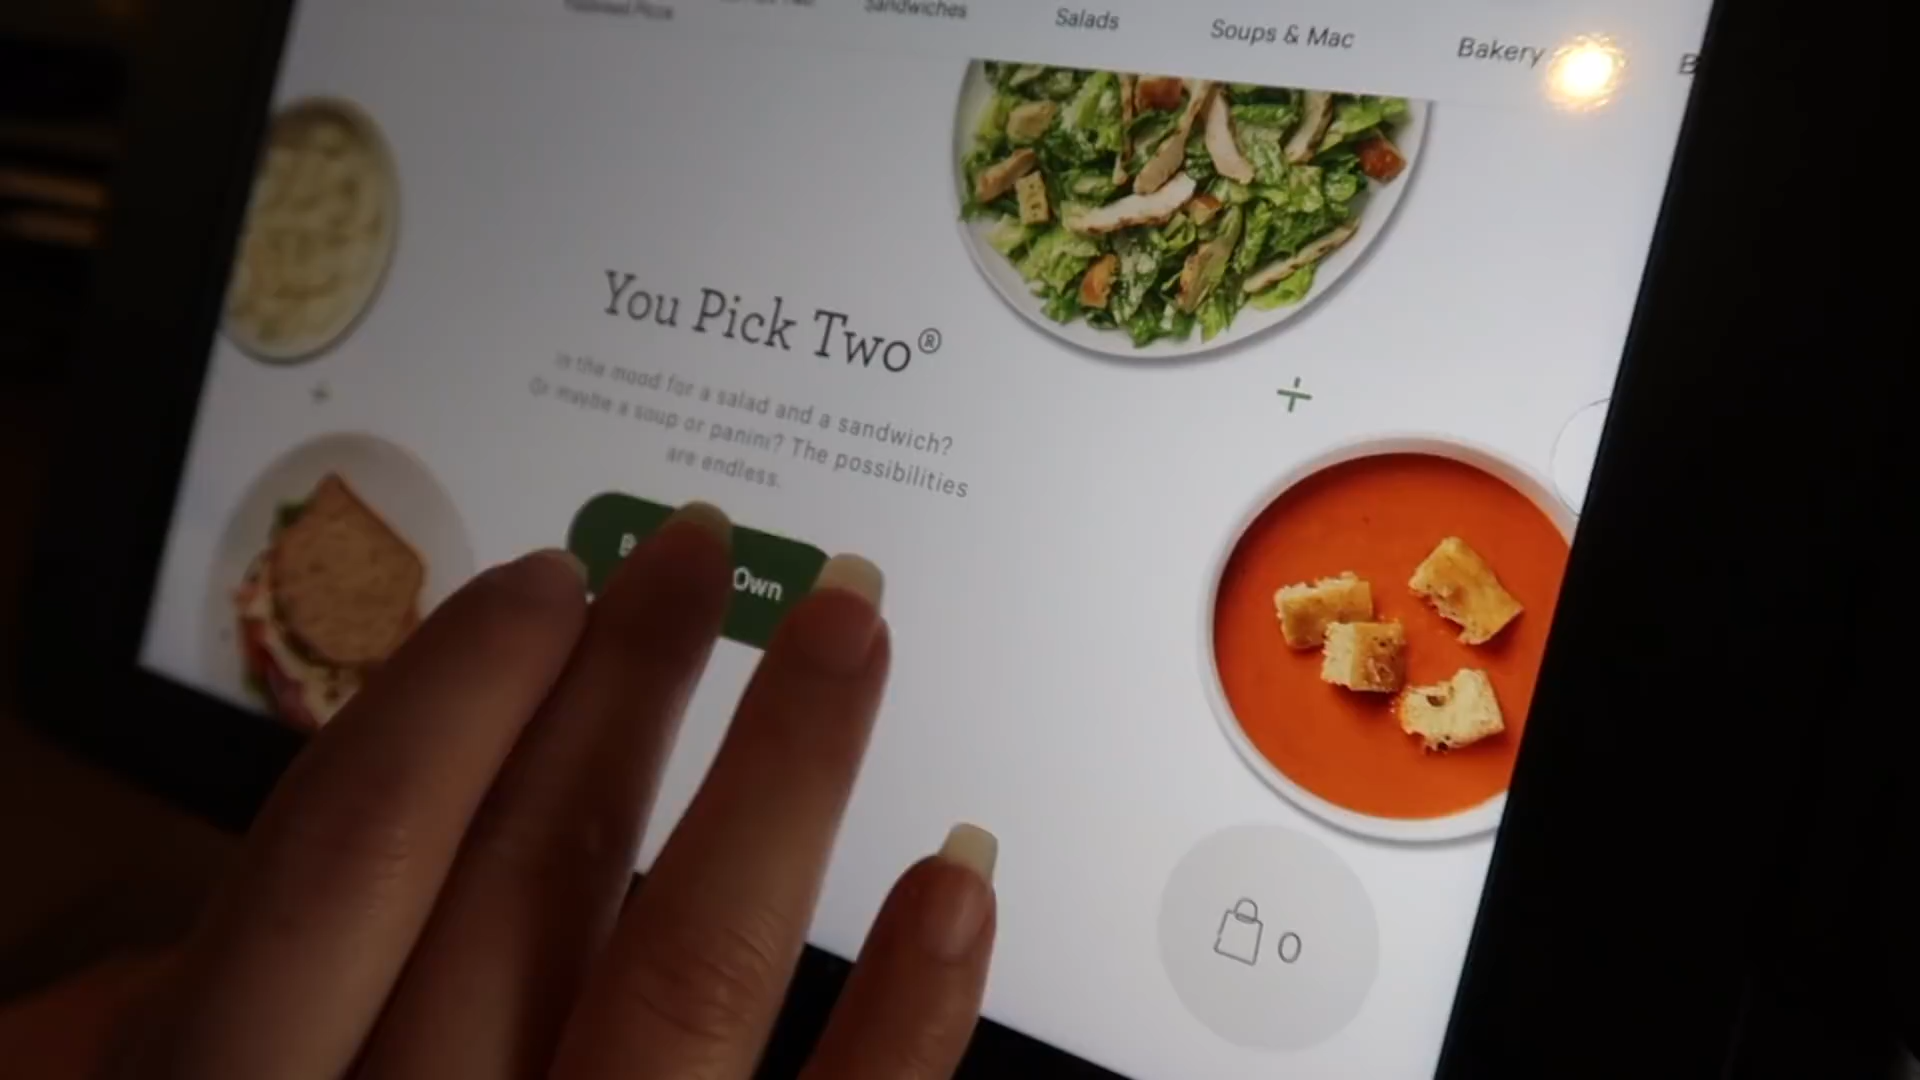 Sandwiches
Salads
Soups & Mac
Bakery
B
You Pick Two®
In the mood for a salad and a sandwich?
Or maybe a soup or panini? The possibilities
are endless.
B Own
0